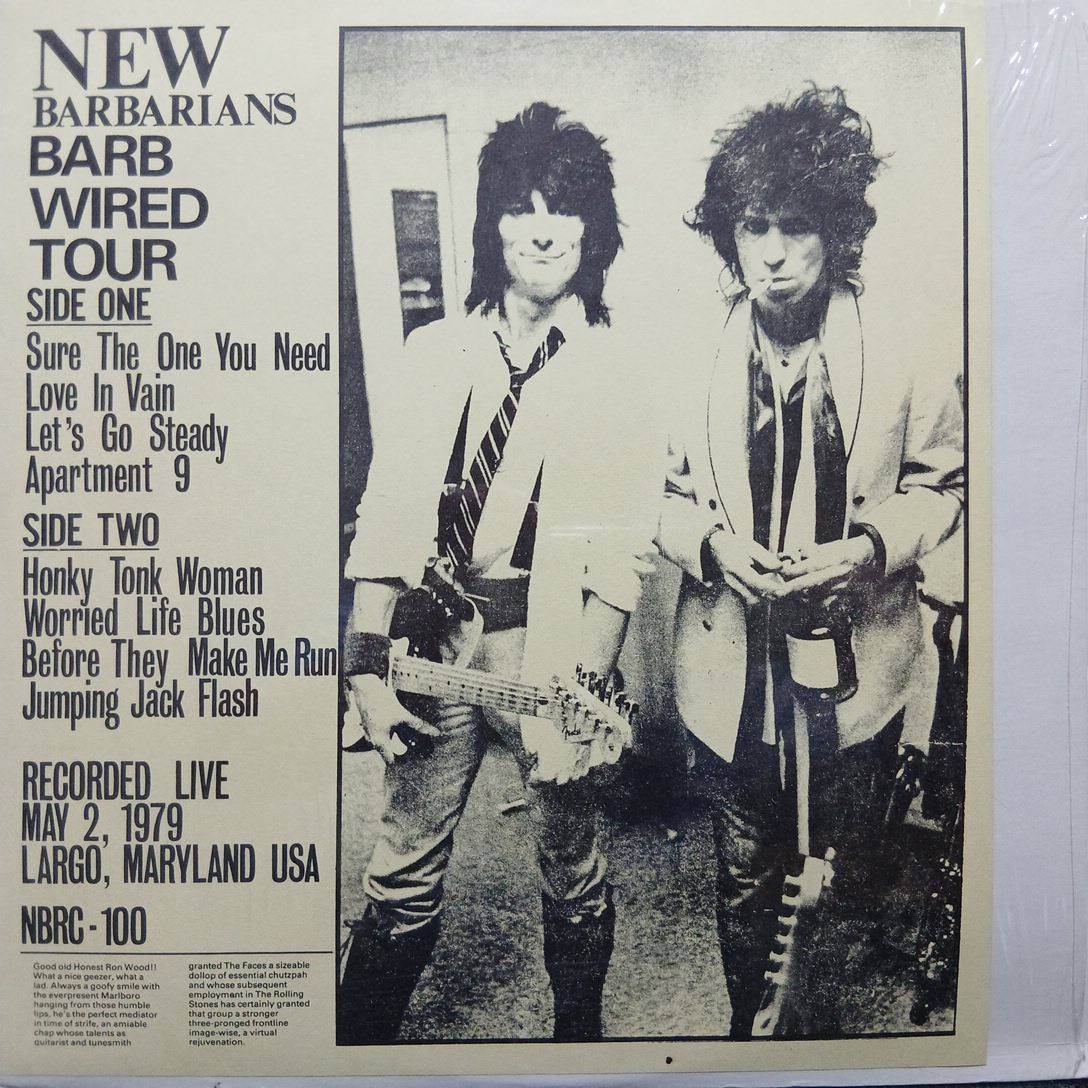 NEW
BARBARIANS
BARB
WIRED
TOUR
SIDE ONE
Sure The One You Need
Love In Vain
Let's Go Steady
Apartment 9
SIDE TWO
Honky Tonk Woman
Worried Life Blues
Before They Make Me Run
Jumping Jack Flash
RECORDED LIVE
MAY 2, 1979
LARGO, MARYLAND USA
NBRC-100
Good old Honest Ron Wood!!
What a nice geezer, what a
lad. Always a goofy smile with
the everpresent Marlboro
hanging from those humble
lips, he's the perfect mediator
in time of strife, an amiable
chap whose talents as
guitarist and tunesmith
granted The Faces a sizeable
dollop of essential chutzpah
and whose subsequent
employment in The Rolling
Stones has certainly granted
that group a stronger
three-pronged frontline
image-wise, a virtual
rejuvenation.
Fender